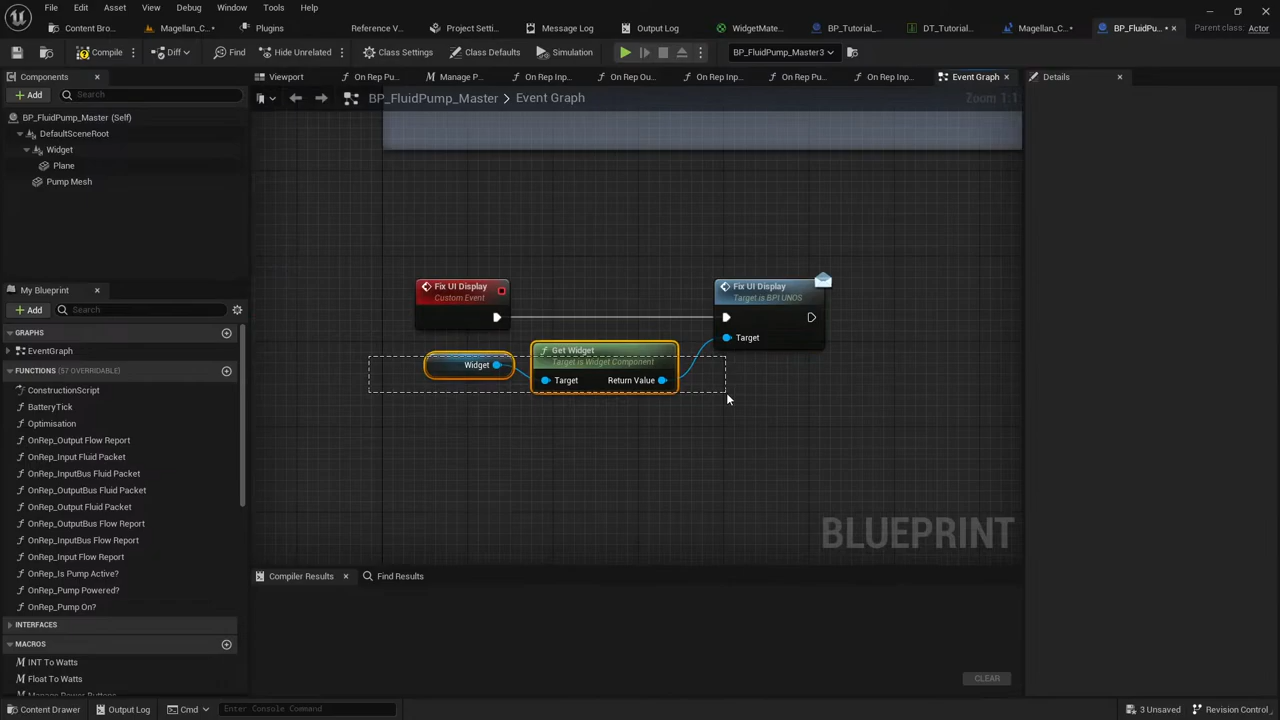 File Edit Asset View Debug Window Tools Help
Content Bro... Magellan_C... Plugins Reference V... Project Setti... Message Log Output Log WidgetMate... BP_Tutorial_... DT_Tutorial... Magellan_C... BP_FluidPu... Parent class: Actor
Compile Diff Find Hide Unrelated Class Settings Class Defaults Simulation BP_FluidPump_Master3
Components Viewport On Rep Pu... Manage P... On Rep Inp... On Rep Ou... On Rep Inp... On Rep Pu... On Rep Inp... Event Graph Details
Add Search BP_FluidPump_Master > Event Graph Zoom 1:1
BP_FluidPump_Master (Self)
DefaultSceneRoot
Widget
Plane
Pump Mesh
Fix UI Display
Custom Event
Fix UI Display
Target is BPI UNOS
Target
Get Widget
Target is Widget Component
Widget
Target Return Value
BLUEPRINT
My Blueprint
Add Search
GRAPHS
EventGraph
FUNCTIONS (57 OVERRIDABLE)
ConstructionScript
BatteryTick
Optimisation
OnRep_Output Flow Report
OnRep_Input Fluid Packet
OnRep_InputBus Fluid Packet
OnRep_OutputBus Fluid Packet
OnRep_Output Fluid Packet
OnRep_OutputBus Flow Report
OnRep_InputBus Flow Report
OnRep_Input Flow Report
OnRep_Is Pump Active?
OnRep_Pump Powered?
OnRep_Pump On?
INTERFACES
MACROS
INT To Watts
Float To Watts
Manage Power Buttons
Compiler Results Find Results
CLEAR
Content Drawer Output Log Cmd Enter Console Command 3 Unsaved Revision Control